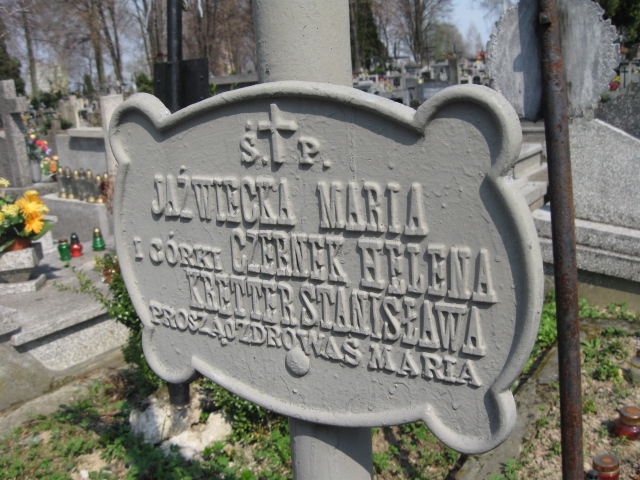 Ś.†P.
JAŹWIECKA MARIA
I CÓRKI CZERNEK HELENA
KRETTER STANISŁAWA
PROSZĄ ZDROWAŚ MARIA